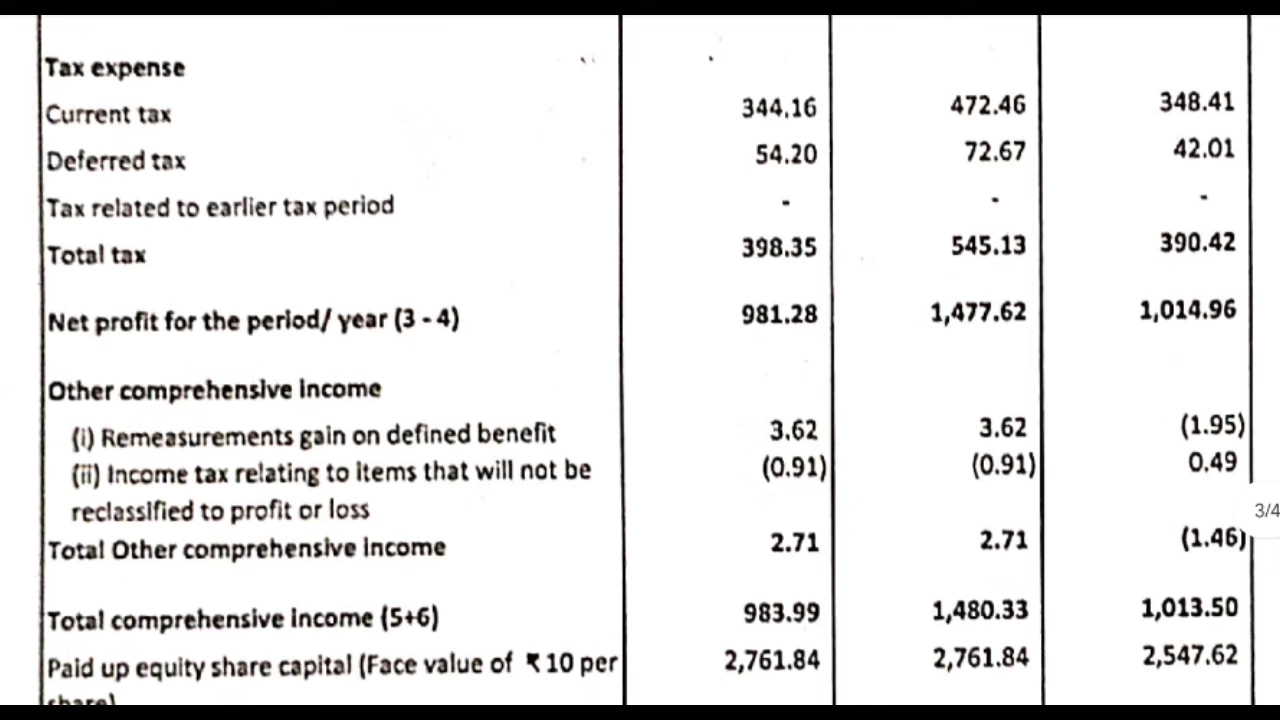 Tax expense
Current tax 344.16 472.46 348.41
Deferred tax 54.20 72.67 42.01
Tax related to earlier tax period - - -
Total tax 398.35 545.13 390.42
Net profit for the period/ year (3 - 4) 981.28 1,477.62 1,014.96
Other comprehensive income
(i) Remeasurements gain on defined benefit 3.62 3.62 (1.95)
(ii) Income tax relating to items that will not be (0.91) (0.91) 0.49
reclassified to profit or loss
3/4
Total Other comprehensive income 2.71 2.71 (1.46)
Total comprehensive income (5+6) 983.99 1,480.33 1,013.50
Paid up equity share capital (Face value of ₹ 10 per 2,761.84 2,761.84 2,547.62
share)